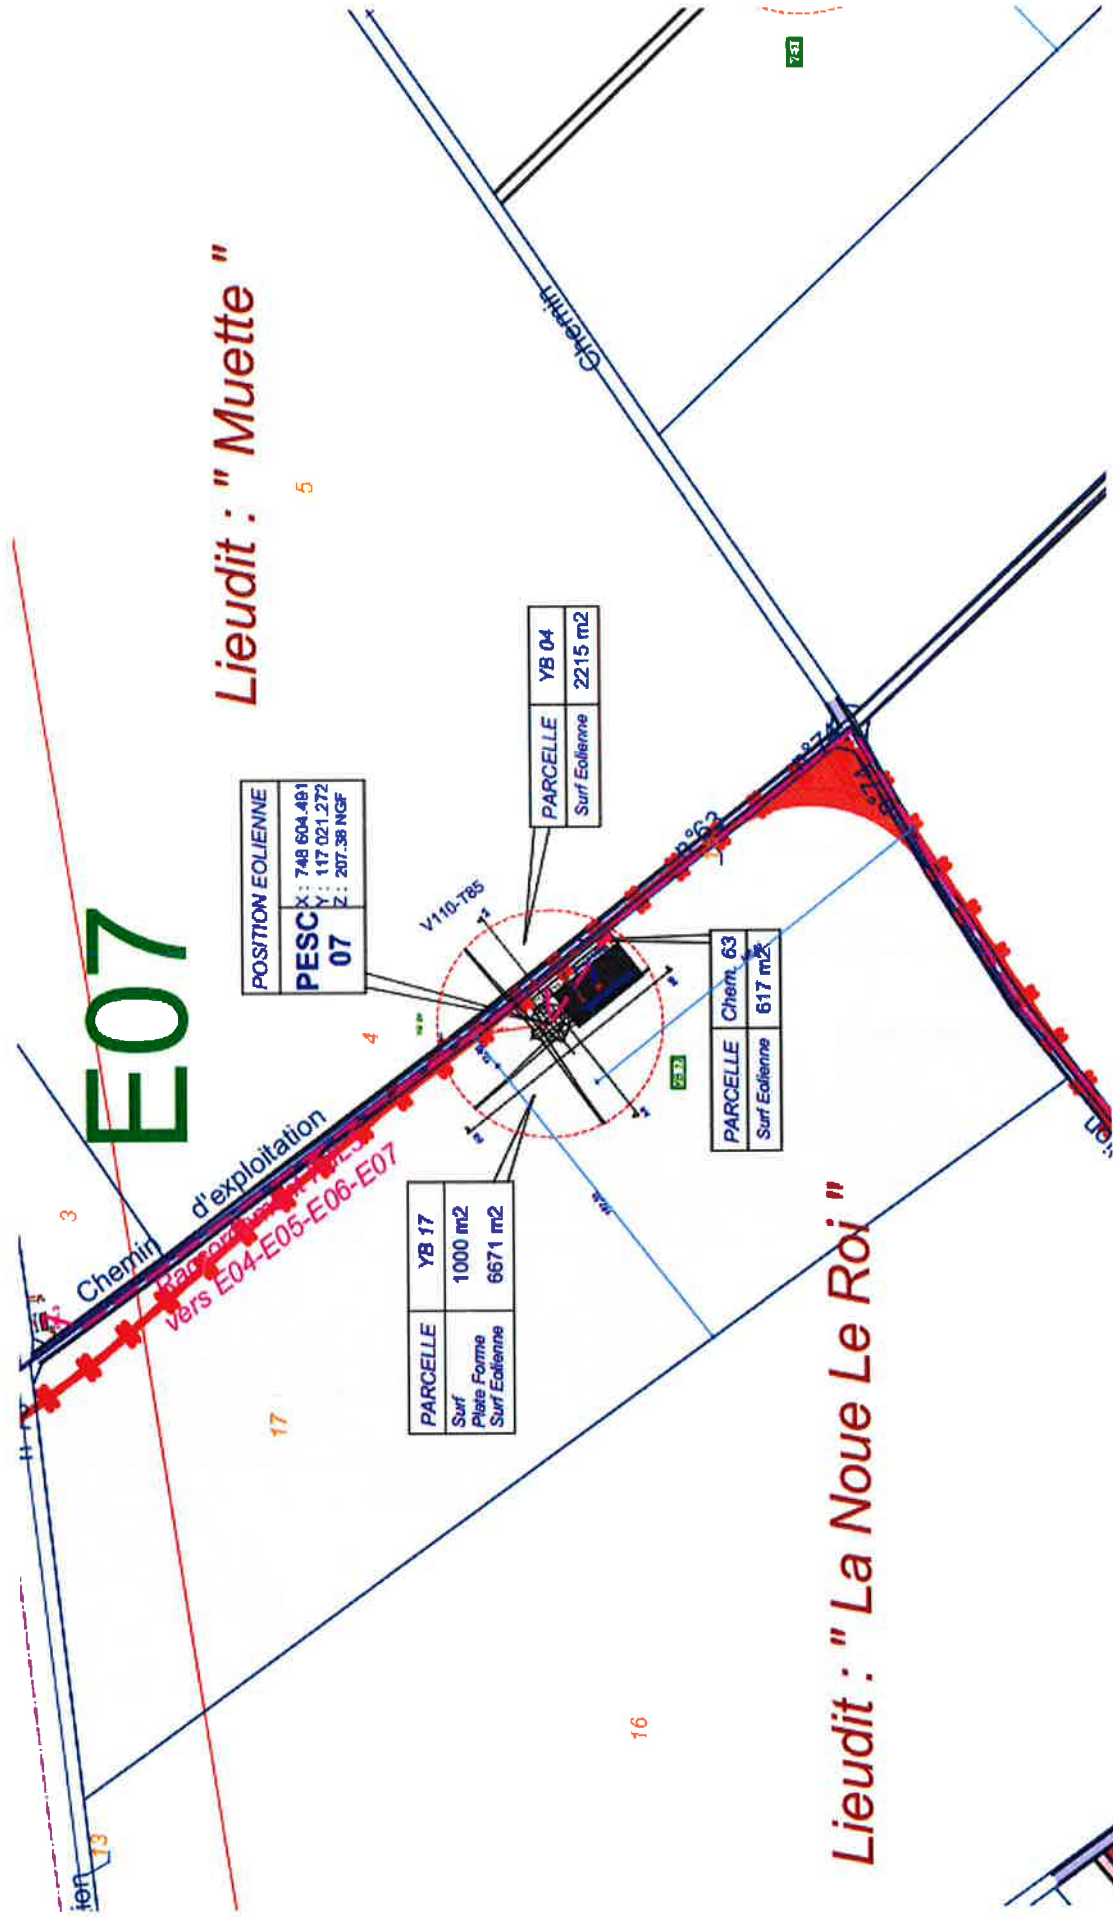 E07
Lieudit : " Muette "
POSITION EOLIENNE
PESC
07
X : 748 604.491
Y : 117 021.272
Z : 207.38 NGF
3
4
5
Chemin
d'exploitation
vers E04-E05-E06-E07
V110-T85
PARCELLE YB 04
Surf Eolienne 2215 m2
Chemin
PARCELLE YB 17
Surf 1000 m2
Plate Forme
Surf Eolienne 6671 m2
PARCELLE Chem. 63
Surf Eolienne 617 m2
n°63
n°74
13
17
16
Lieudit : " La Noue Le Roi "